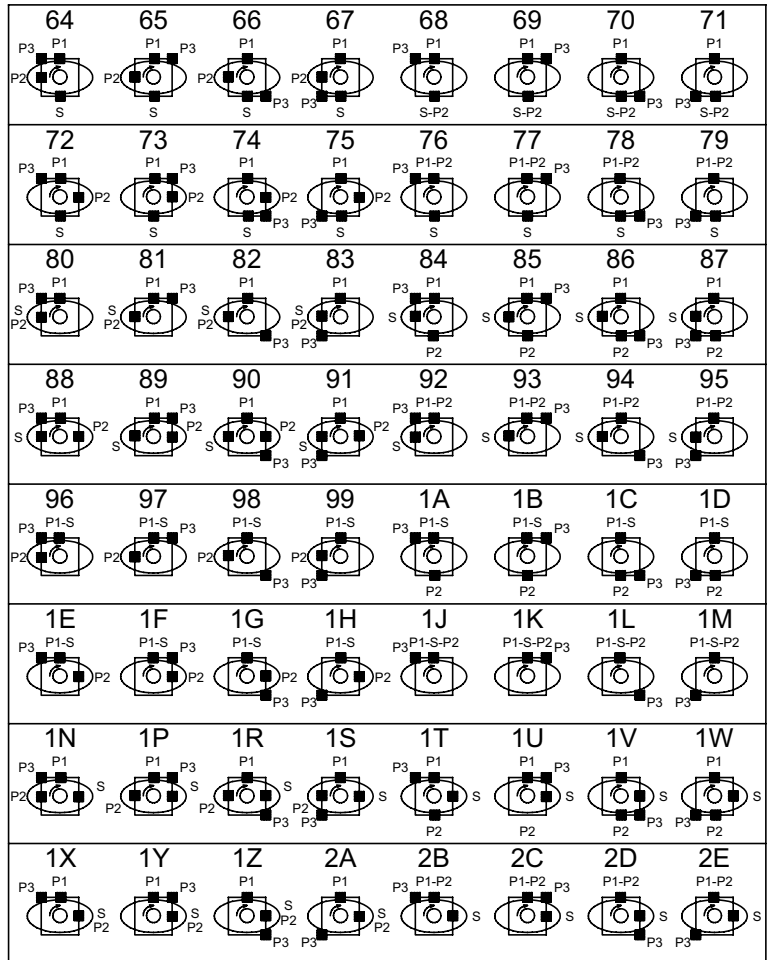 64 65 66 67 68 69 70 71
P3 P1 P1 P3 P1 P1 P3 P1 P1 P3 P1 P1
P2 P2 P2 P2
P3 P3 P3 P3
S S S S S-P2 S-P2 S-P2 S-P2
72 73 74 75 76 77 78 79
P3 P1 P1 P3 P1 P1 P3 P1-P2 P1-P2 P3 P1-P2 P1-P2
P2 P2 P2 P2
P3 P3 P3 P3
S S S S S S S S
80 81 82 83 84 85 86 87
P3 P1 P1 P3 P1 P1 P3 P1 P1 P3 P1 P1
S S S S S S S S
P2 P2 P2 P2
P3 P3 P3 P3
P2 P2 P2 P2
88 89 90 91 92 93 94 95
P3 P1 P1 P3 P1 P1 P3 P1-P2 P1-P2 P3 P1-P2 P1-P2
P2 P2 P2 P2
S S S S S S S S
P3 P3 P3 P3
96 97 98 99 1A 1B 1C 1D
P3 P1-S P1-S P3 P1-S P1-S P3 P1-S P1-S P3 P1-S P1-S
P2 P2 P2 P2
P3 P3 P3 P3
P2 P2 P2 P2
1E 1F 1G 1H 1J 1K 1L 1M
P3 P1-S P1-S P3 P1-S P1-S P3 P1-S-P2 P1-S-P2 P3 P1-S-P2 P1-S-P2
P2 P2 P2 P2
P3 P3 P3 P3
1N 1P 1R 1S 1T 1U 1V 1W
P3 P1 P1 P3 P1 P1 P3 P1 P1 P3 P1 P1
S S S S S S S S
P2 P2 P2 P2
P3 P3 P3 P3
P2 P2 P2 P2
1X 1Y 1Z 2A 2B 2C 2D 2E
P3 P1 P1 P3 P1 P1 P3 P1-P2 P1-P2 P3 P1-P2 P1-P2
S S S S S S S S
P2 P2 P2 P2
P3 P3 P3 P3